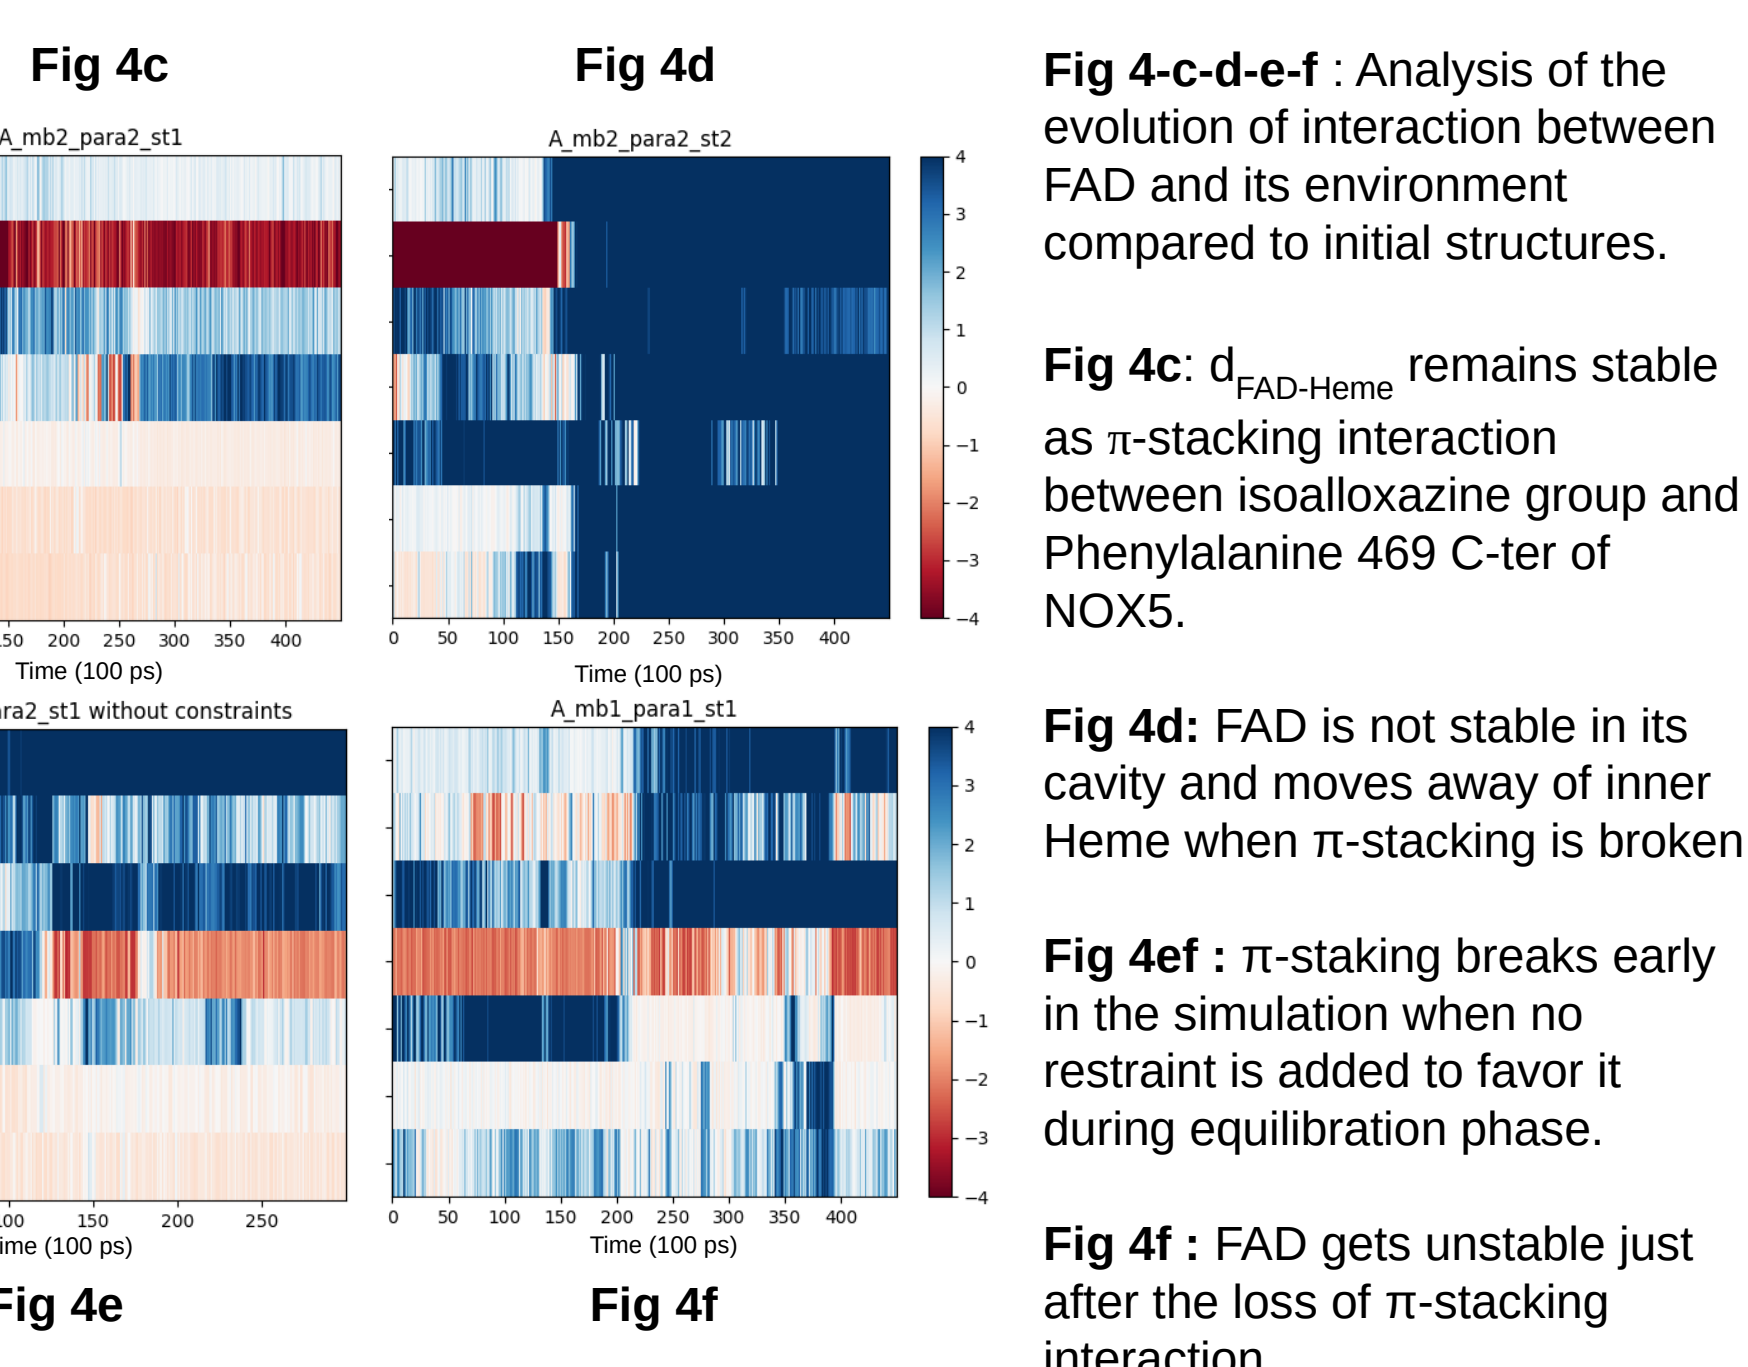 Fig 4c
Fig 4d
A_mb2_para2_st1
A_mb2_para2_st2
4
3
2
1
0
−1
−2
−3
−4
50 200 250 300 350 400
0 50 100 150 200 250 300 350 400
Time (100 ps)
Time (100 ps)
ra2_st1 without constraints
A_mb1_para1_st1
4
3
2
1
0
−1
−2
−3
−4
00 150 200 250
0 50 100 150 200 250 300 350 400
ime (100 ps)
Time (100 ps)
Fig 4e
Fig 4f
Fig 4-c-d-e-f : Analysis of the
evolution of interaction between
FAD and its environment
compared to initial structures.
Fig 4c: dFAD-Heme remains stable
as π-stacking interaction
between isoalloxazine group and
Phenylalanine 469 C-ter of
NOX5.
Fig 4d: FAD is not stable in its
cavity and moves away of inner
Heme when π-stacking is broken
Fig 4ef : π-staking breaks early
in the simulation when no
restraint is added to favor it
during equilibration phase.
Fig 4f : FAD gets unstable just
after the loss of π-stacking
interaction